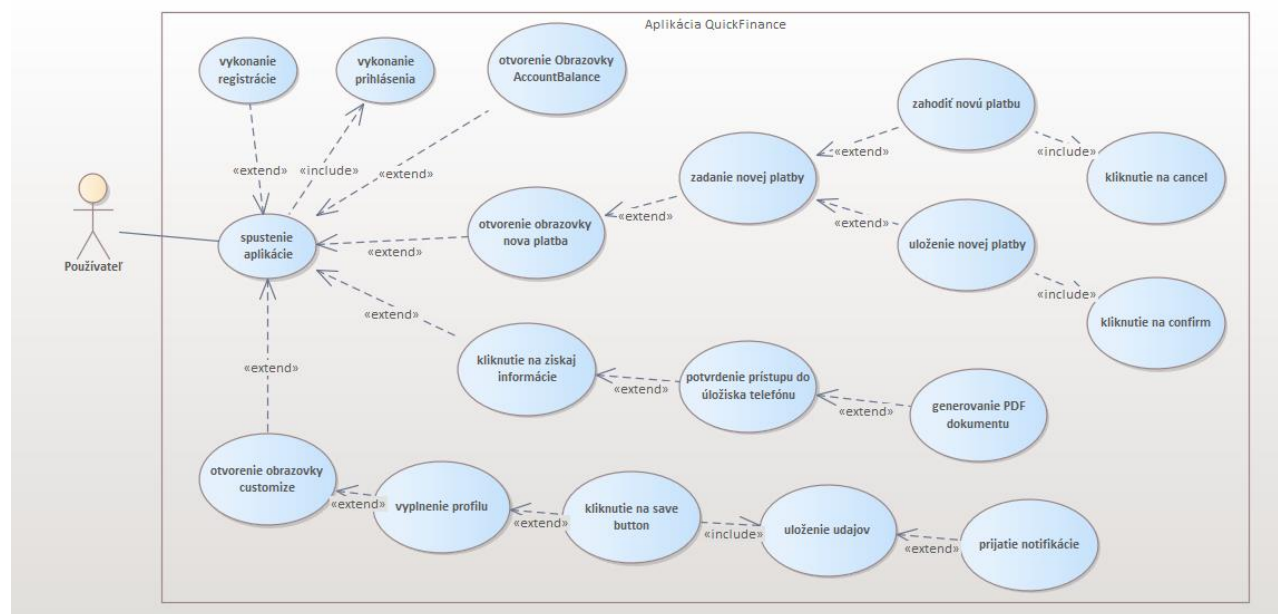 Aplikácia QuickFinance
vykonanie
registrácie
vykonanie
prihlásenia
otvorenie Obrazovky
AccountBalance
zahodiť novú platbu
«extend»
«include»
kliknutie na cancel
«extend»
«include»
«extend»
zadanie novej platby
«extend»
otvorenie obrazovky
nova platba
«extend»
uloženie novej platby
spustenie
aplikácie
«extend»
Používateľ
«include»
kliknutie na confirm
«extend»
kliknutie na ziskaj
informácie
«extend»
«extend»
potvrdenie prístupu do
úložiska telefónu
«extend»
generovanie PDF
dokumentu
otvorenie obrazovky
customize
«extend»
vyplnenie profilu
«extend»
kliknutie na save
button
«include»
uloženie udajov
«extend»
prijatie notifikácie